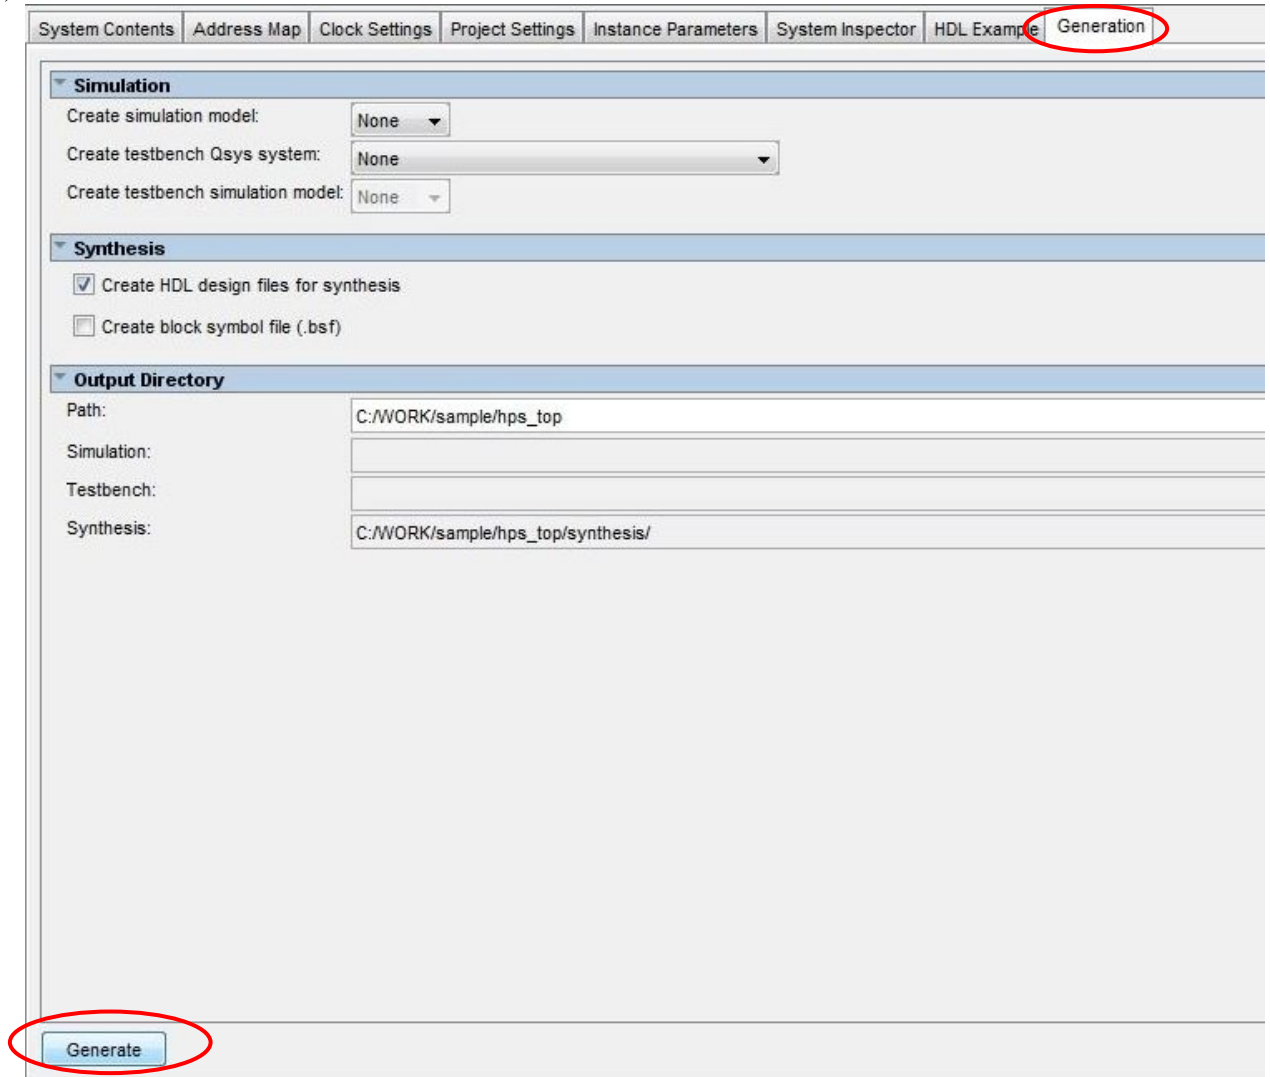 System Contents Address Map Clock Settings Project Settings Instance Parameters System Inspector HDL Example Generation
Simulation
Create simulation model: None
Create testbench Qsys system: None
Create testbench simulation model: None
Synthesis
Create HDL design files for synthesis
Create block symbol file (.bsf)
Output Directory
Path: C:/WORK/sample/hps_top
Simulation:
Testbench:
Synthesis: C:/WORK/sample/hps_top/synthesis/
Generate